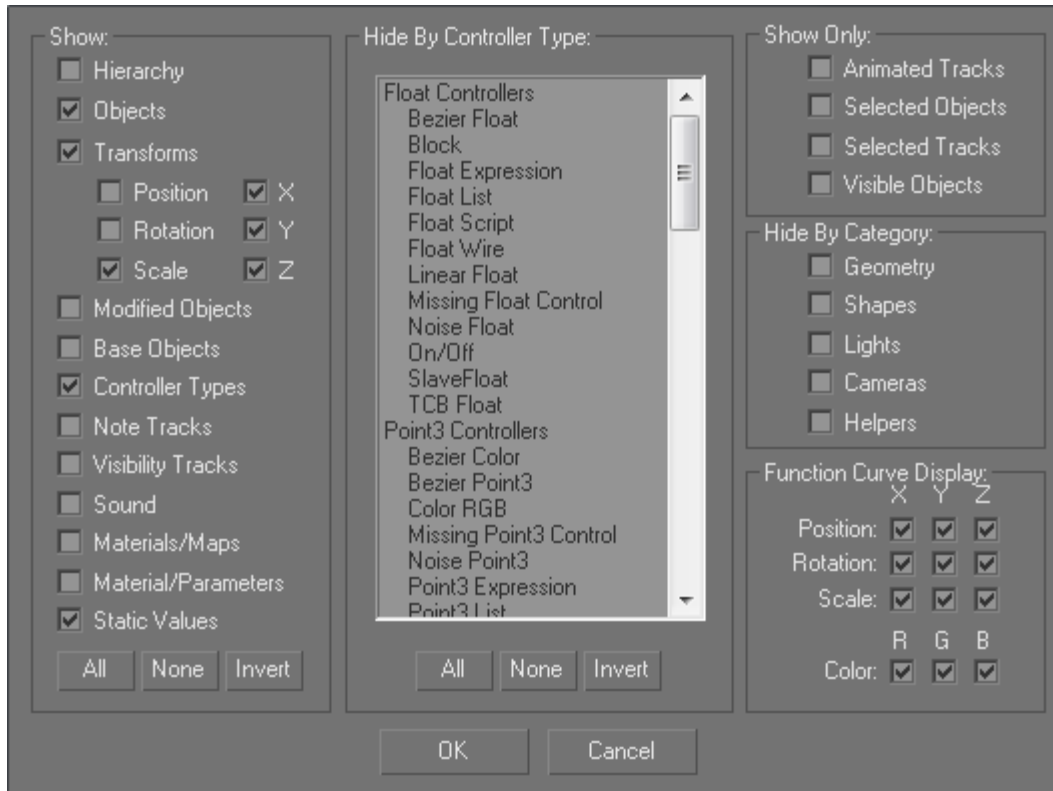 Show:
Hierarchy
Objects
Transforms
Position X
Rotation Y
Scale Z
Modified Objects
Base Objects
Controller Types
Note Tracks
Visibility Tracks
Sound
Materials/Maps
Material/Parameters
Static Values
All None Invert
Hide By Controller Type:
Float Controllers
Bezier Float
Block
Float Expression
Float List
Float Script
Float Wire
Linear Float
Missing Float Control
Noise Float
On/Off
SlaveFloat
TCB Float
Point3 Controllers
Bezier Color
Bezier Point3
Color RGB
Missing Point3 Control
Noise Point3
Point3 Expression
Point3 List
All None Invert
Show Only:
Animated Tracks
Selected Objects
Selected Tracks
Visible Objects
Hide By Category:
Geometry
Shapes
Lights
Cameras
Helpers
Function Curve Display:
X Y Z
Position:
Rotation:
Scale:
R G B
Color:
OK Cancel